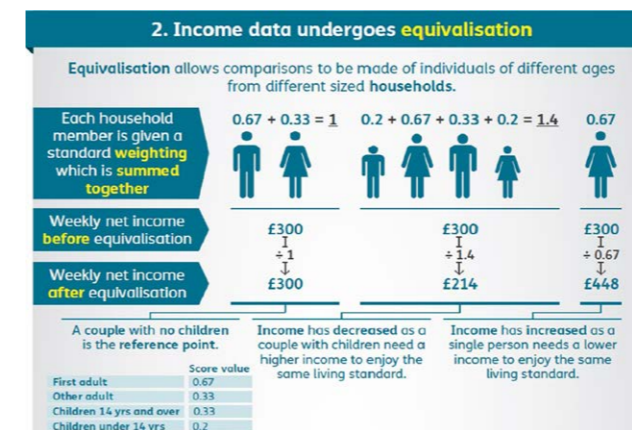 2. Income data undergoes equivalisation
Equivalisation allows comparisons to be made of individuals of different ages
from different sized households.
Each household
member is given a
standard weighting
which is summed
together
0.67 + 0.33 = 1
0.2 + 0.67 + 0.33 + 0.2 = 1.4
0.67
Weekly net income
before equivalisation
£300
£300
£300
÷ 1
÷ 1.4
÷ 0.67
Weekly net income
after equivalisation
£300
£214
£448
A couple with no children
is the reference point.
Income has decreased as a
couple with children need a
higher income to enjoy the
same living standard.
Income has increased as a
single person needs a lower
income to enjoy the same
living standard.
Score value
First adult 0.67
Other adult 0.33
Children 14 yrs and over 0.33
Children under 14 yrs 0.2